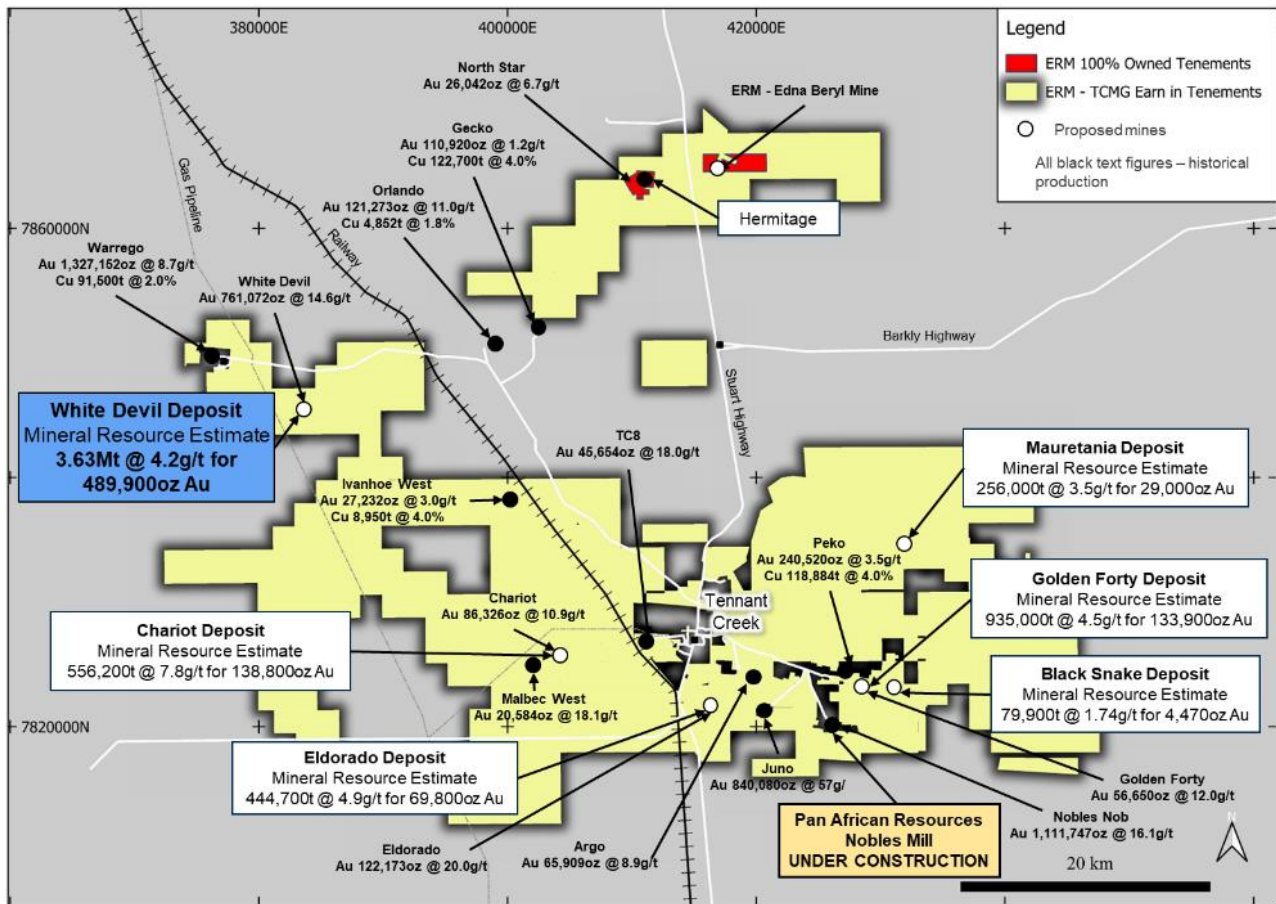 380000E
400000E
420000E
Legend
ERM 100% Owned Tenements
ERM - TCMG Earn in Tenements
Proposed mines
All black text figures – historical
production
North Star
Au 26,042oz @ 6.7g/t
ERM - Edna Beryl Mine
Gecko
Au 110,920oz @ 1.2g/t
Cu 122,700t @ 4.0%
Orlando
Au 121,273oz @ 11.0g/t
Cu 4,852t @ 1.8%
Hermitage
Gas Pipeline
7860000N
Railway
Warrego
Au 1,327,152oz @ 8.7g/t
Cu 91,500t @ 2.0%
White Devil
Au 761,072oz @ 14.6g/t
Barkly Highway
Stuart Highway
White Devil Deposit
Mineral Resource Estimate
3.63Mt @ 4.2g/t for
489,900oz Au
TC8
Au 45,654oz @ 18.0g/t
Mauretania Deposit
Mineral Resource Estimate
256,000t @ 3.5g/t for 29,000oz Au
Ivanhoe West
Au 27,232oz @ 3.0g/t
Cu 8,950t @ 4.0%
Peko
Au 240,520oz @ 3.5g/t
Cu 118,884t @ 4.0%
Golden Forty Deposit
Mineral Resource Estimate
935,000t @ 4.5g/t for 133,900oz Au
Chariot
Au 86,326oz @ 10.9g/t
Tennant
Creek
Chariot Deposit
Mineral Resource Estimate
556,200t @ 7.8g/t for 138,800oz Au
Black Snake Deposit
Mineral Resource Estimate
79,900t @ 1.74g/t for 4,470oz Au
Malbec West
Au 20,584oz @ 18.1g/t
7820000N
Eldorado Deposit
Mineral Resource Estimate
444,700t @ 4.9g/t for 69,800oz Au
Juno
Au 840,080oz @ 57g/
Golden Forty
Au 56,650oz @ 12.0g/t
Pan African Resources
Nobles Mill
UNDER CONSTRUCTION
Nobles Nob
Au 1,111,747oz @ 16.1g/t
Eldorado
Au 122,173oz @ 20.0g/t
Argo
Au 65,909oz @ 8.9g/t
N
20 km